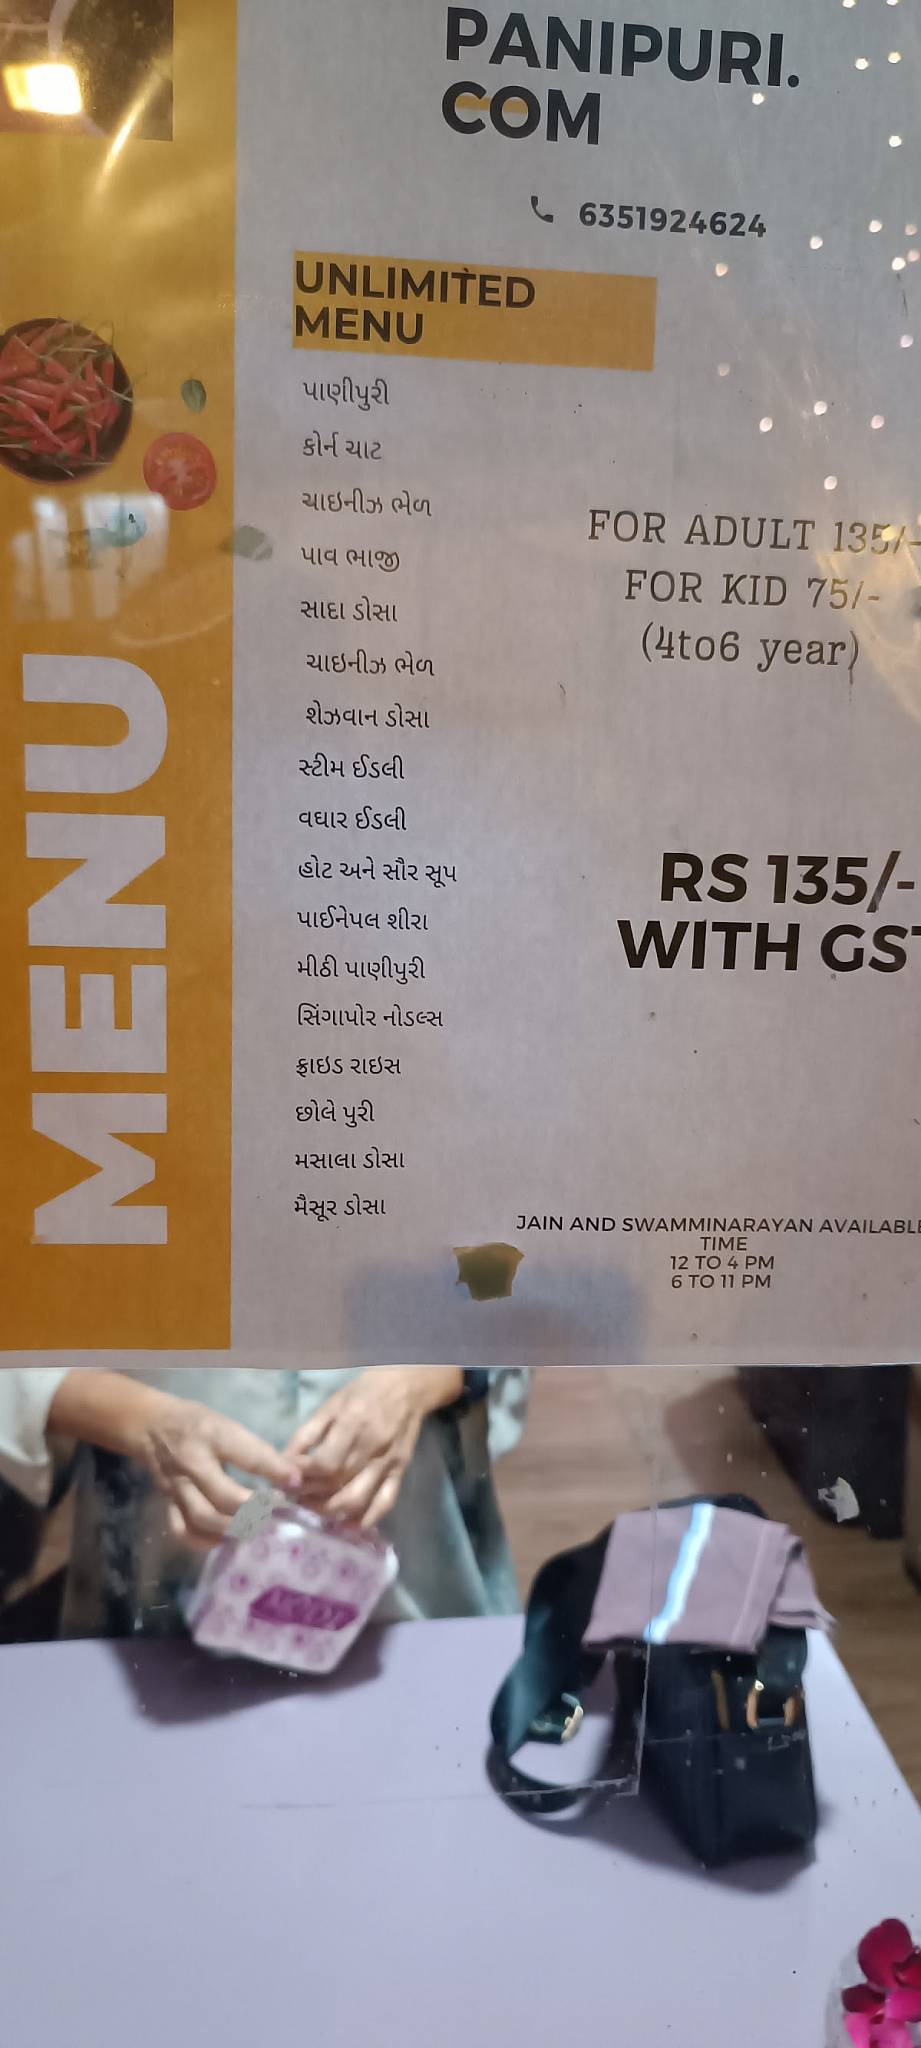 PANIPURI.
COM
6351924624
UNLIMITED
MENU
પાણીપુરી
કોર્ન ચાટ
ચાઇનીઝ ભેળ
પાવ ભાજી
સાદા ડોસા
ચાઇનીઝ ભેળ
શેઝવાન ડોસા
સ્ટીમ ઈડલી
વઘાર ઈડલી
હોટ અને સૌર સૂપ
પાઈનેપલ શીરા
મીઠી પાણીપુરી
સિંગાપોર નોડલ્સ
ફ્રાઇડ રાઇસ
છોલે પુરી
મસાલા ડોસા
મૈસૂર ડોસા
FOR ADULT 135/-
FOR KID 75/-
(4to6 year)
RS 135/-
WITH GST
JAIN AND SWAMMINARAYAN AVAILABLE
TIME
12 TO 4 PM
6 TO 11 PM
MENU